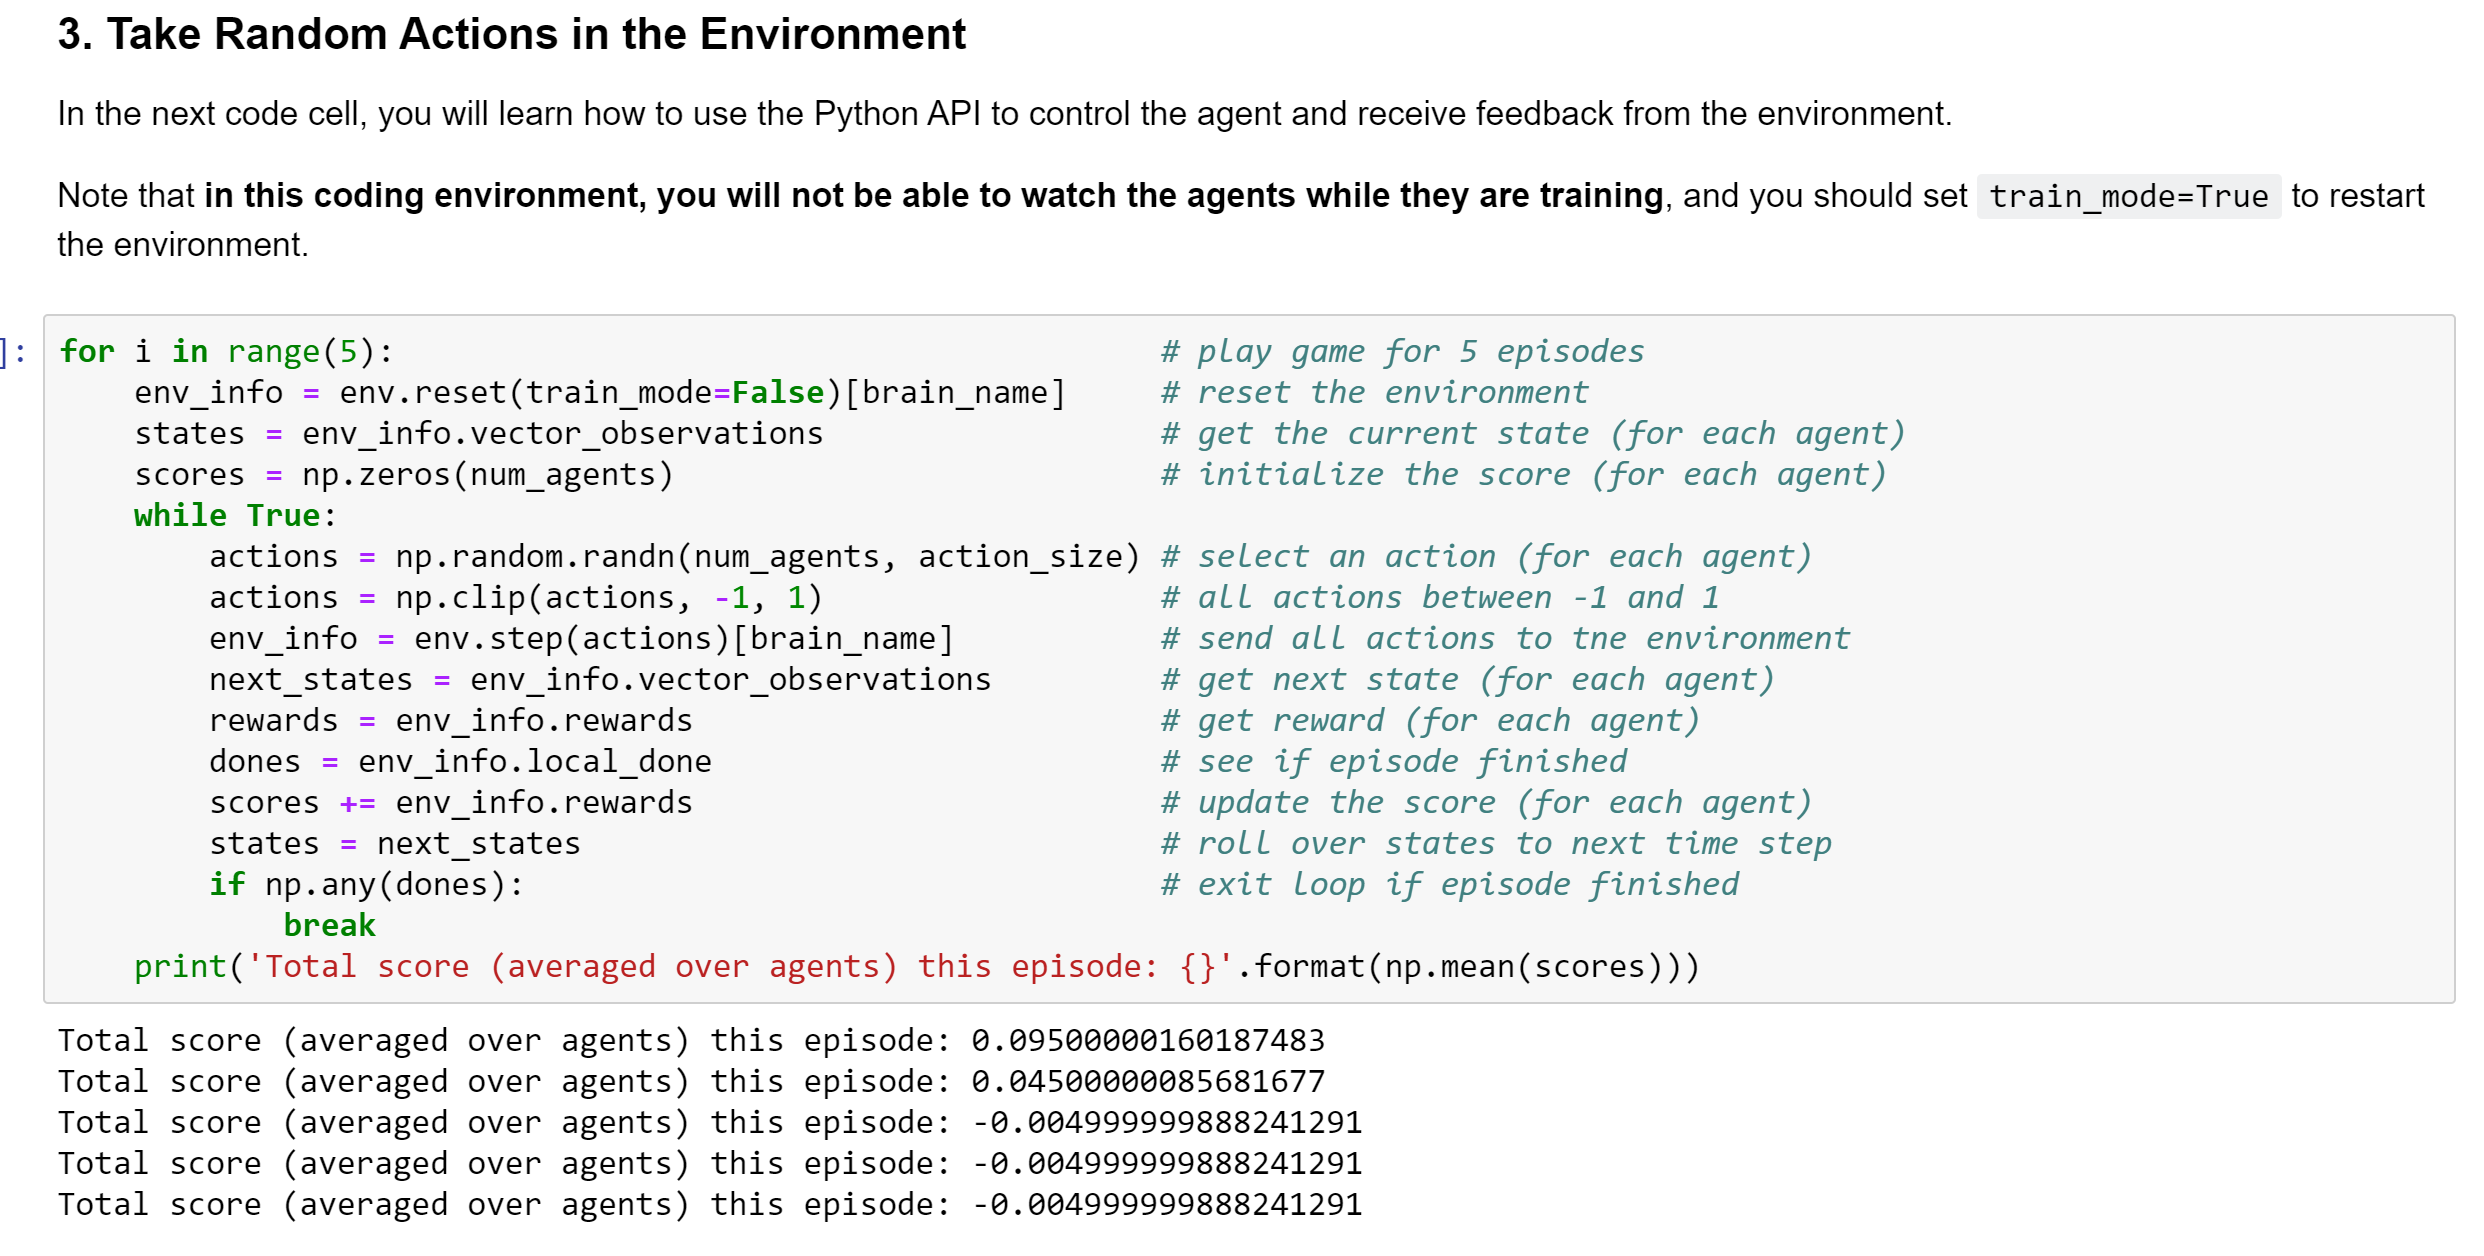 3. Take Random Actions in the Environment
In the next code cell, you will learn how to use the Python API to control the agent and receive feedback from the environment.
Note that in this coding environment, you will not be able to watch the agents while they are training, and you should set train_mode=True to restart
the environment.
]: for i in range(5):                                         # play game for 5 episodes
    env_info = env.reset(train_mode=False)[brain_name]     # reset the environment
    states = env_info.vector_observations                  # get the current state (for each agent)
    scores = np.zeros(num_agents)                          # initialize the score (for each agent)
    while True:
        actions = np.random.randn(num_agents, action_size) # select an action (for each agent)
        actions = np.clip(actions, -1, 1)                  # all actions between -1 and 1
        env_info = env.step(actions)[brain_name]           # send all actions to tne environment
        next_states = env_info.vector_observations         # get next state (for each agent)
        rewards = env_info.rewards                         # get reward (for each agent)
        dones = env_info.local_done                        # see if episode finished
        scores += env_info.rewards                         # update the score (for each agent)
        states = next_states                               # roll over states to next time step
        if np.any(dones):                                  # exit loop if episode finished
            break
    print('Total score (averaged over agents) this episode: {}'.format(np.mean(scores)))
Total score (averaged over agents) this episode: 0.09500000160187483
Total score (averaged over agents) this episode: 0.04500000085681677
Total score (averaged over agents) this episode: -0.004999999888241291
Total score (averaged over agents) this episode: -0.004999999888241291
Total score (averaged over agents) this episode: -0.004999999888241291